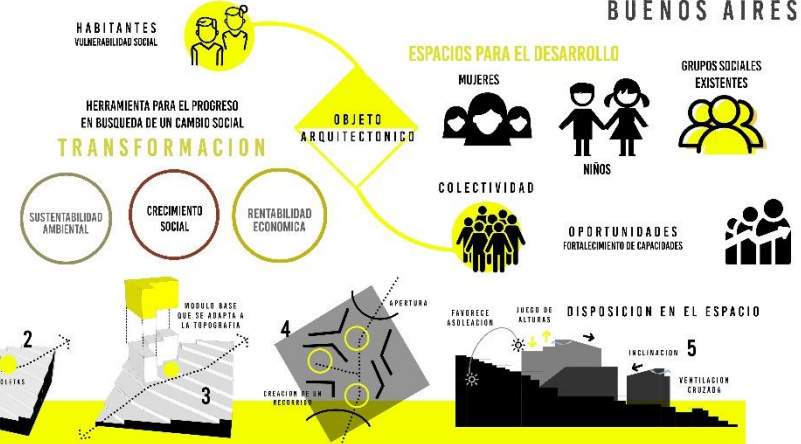 BUENOS AIRES
HABITANTES
VULNERABILIDAD SOCIAL
ESPACIOS PARA EL DESARROLLO
MUJERES
GRUPOS SOCIALES
EXISTENTES
HERRAMIENTA PARA EL PROGRESO
EN BUSQUEDA DE UN CAMBIO SOCIAL
TRANSFORMACION
OBJETO
ARQUITECTONICO
NIÑOS
COLECTIVIDAD
SUSTENTABILIDAD
AMBIENTAL
CRECIMIENTO
SOCIAL
RENTABILIDAD
ECONOMICA
OPORTUNIDADES
FORTALECIMIENTO DE CAPACIDADES
2
MODULO BASE
QUE SE ADAPTA A
LA TOPOGRAFIA
3
4
APERTURA
CREACION DE UN
RECORRIDO
FAVORECE
ASOLEACION
JUEGO DE
ALTURAS
DISPOSICION EN EL ESPACIO
INCLINACION
5
VENTILACION
CRUZADA